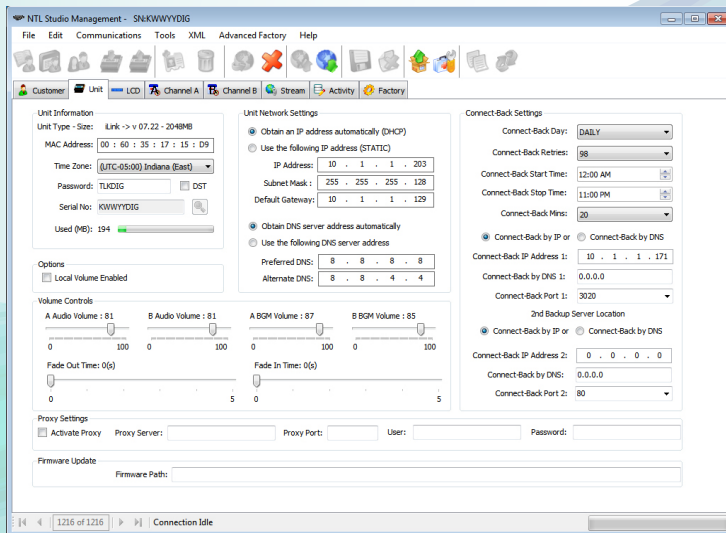 NTL Studio Management - SN:KWWYYDIG
File Edit Communications Tools XML Advanced Factory Help
Customer Unit LCD Channel A Channel B Stream Activity Factory
Unit Information
Unit Type - Size: iLink -> v 07.22 - 2048MB
MAC Address: 00 : 60 : 35 : 17 : 15 : D9
Time Zone: (UTC-05:00) Indiana (East)
Password: TLKDIG DST
Serial No: KWWYYDIG
Used (MB): 194
Options
Local Volume Enabled
Unit Network Settings
Obtain an IP address automatically (DHCP)
Use the following IP address (STATIC)
IP Address: 10 . 1 . 1 . 203
Subnet Mask : 255 . 255 . 255 . 128
Default Gateway: 10 . 1 . 1 . 129
Obtain DNS server address automatically
Use the following DNS server address
Preferred DNS: 8 . 8 . 8 . 8
Alternate DNS: 8 . 8 . 4 . 4
Volume Controls
A Audio Volume : 81 B Audio Volume : 81 A BGM Volume : 87 B BGM Volume : 85
0 100 0 100 0 100 0 100
Fade Out Time: 0(s) Fade In Time: 0(s)
0 5 0 5
Connect-Back Settings
Connect-Back Day: DAILY
Connect-Back Retries: 98
Connect-Back Start Time: 12:00 AM
Connect-Back Stop Time: 11:00 PM
Connect-Back Mins: 20
Connect-Back by IP or Connect-Back by DNS
Connect-Back IP Address 1: 10 . 1 . 1 . 171
Connect-Back by DNS 1: 0.0.0.0
Connect-Back Port 1: 3020
2nd Backup Server Location
Connect-Back by IP or Connect-Back by DNS
Connect-Back IP Address 2: 0 . 0 . 0 . 0
Connect-Back by DNS: 0.0.0.0
Connect-Back Port 2: 80
Proxy Settings
Activate Proxy Proxy Server: Proxy Port: User: Password:
Firmware Update
Firmware Path:
1216 of 1216 Connection Idle